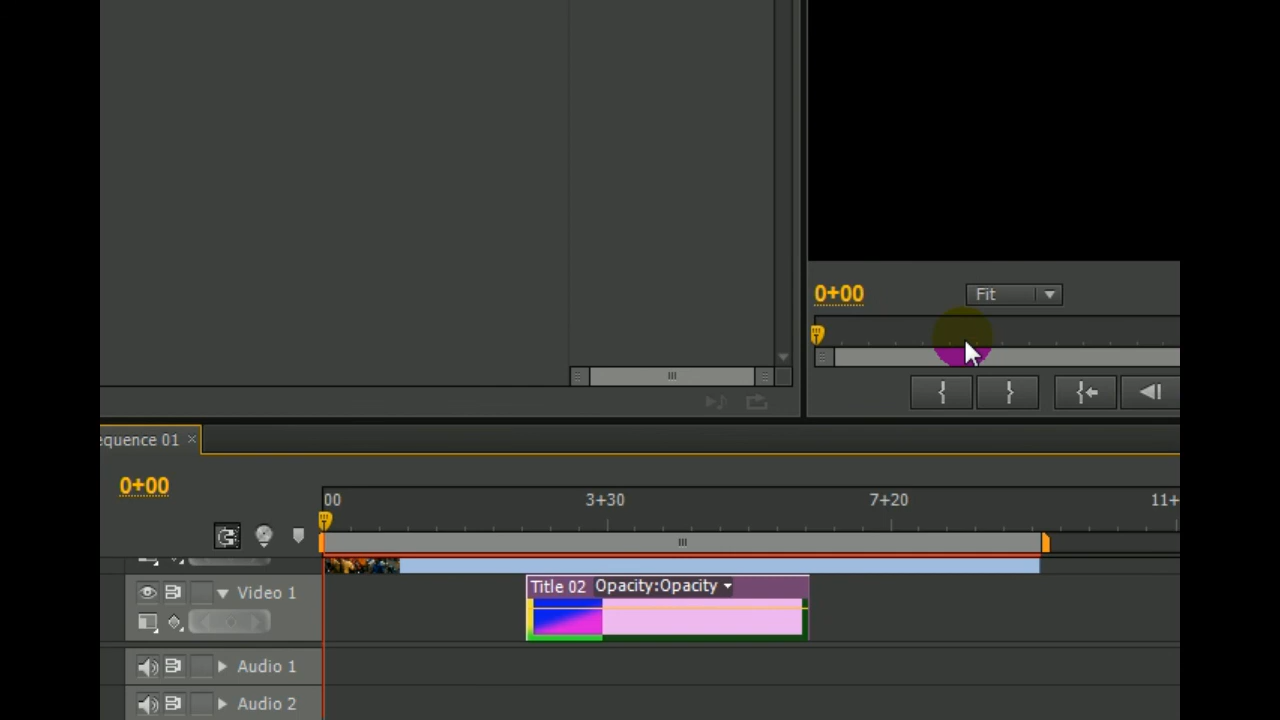 0+00
Fit
equence 01
0+00
00
3+30
7+20
11+
Title 02 Opacity:Opacity
Video 1
Audio 1
Audio 2